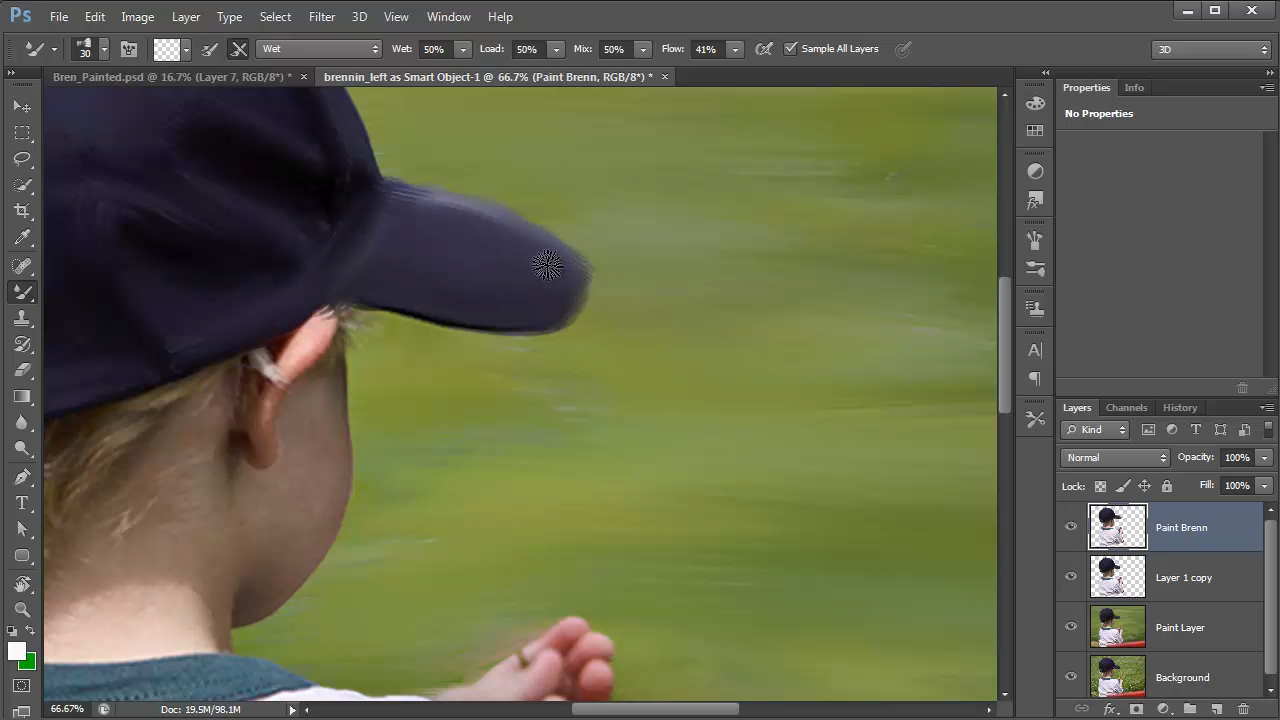 Ps File Edit Image Layer Type Select Filter 3D View Window Help
30 Wet Wet: 50% Load: 50% Mix: 50% Flow: 41% Sample All Layers 3D
Bren_Painted.psd @ 16.7% (Layer 7, RGB/8*) * × brennin_left as Smart Object-1 @ 66.7% (Paint Brenn, RGB/8*) * ×
Properties Info
No Properties
Layers Channels History
Kind
Normal Opacity: 100%
Lock: Fill: 100%
Paint Brenn
Layer 1 copy
Paint Layer
Background
66.67% Doc: 19.5M/98.1M